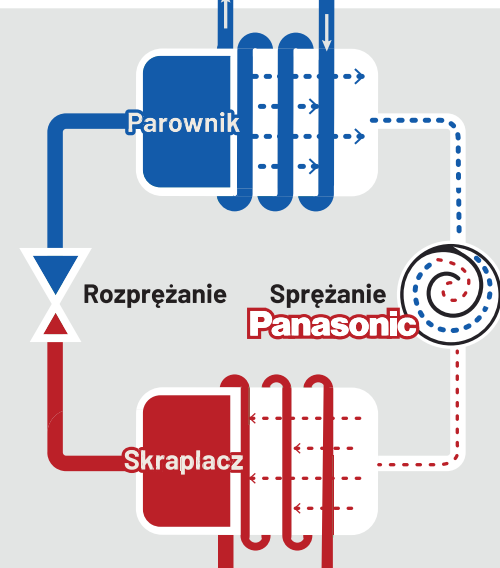 Parownik
Rozprężanie
Sprężanie
Panasonic
Skraplacz